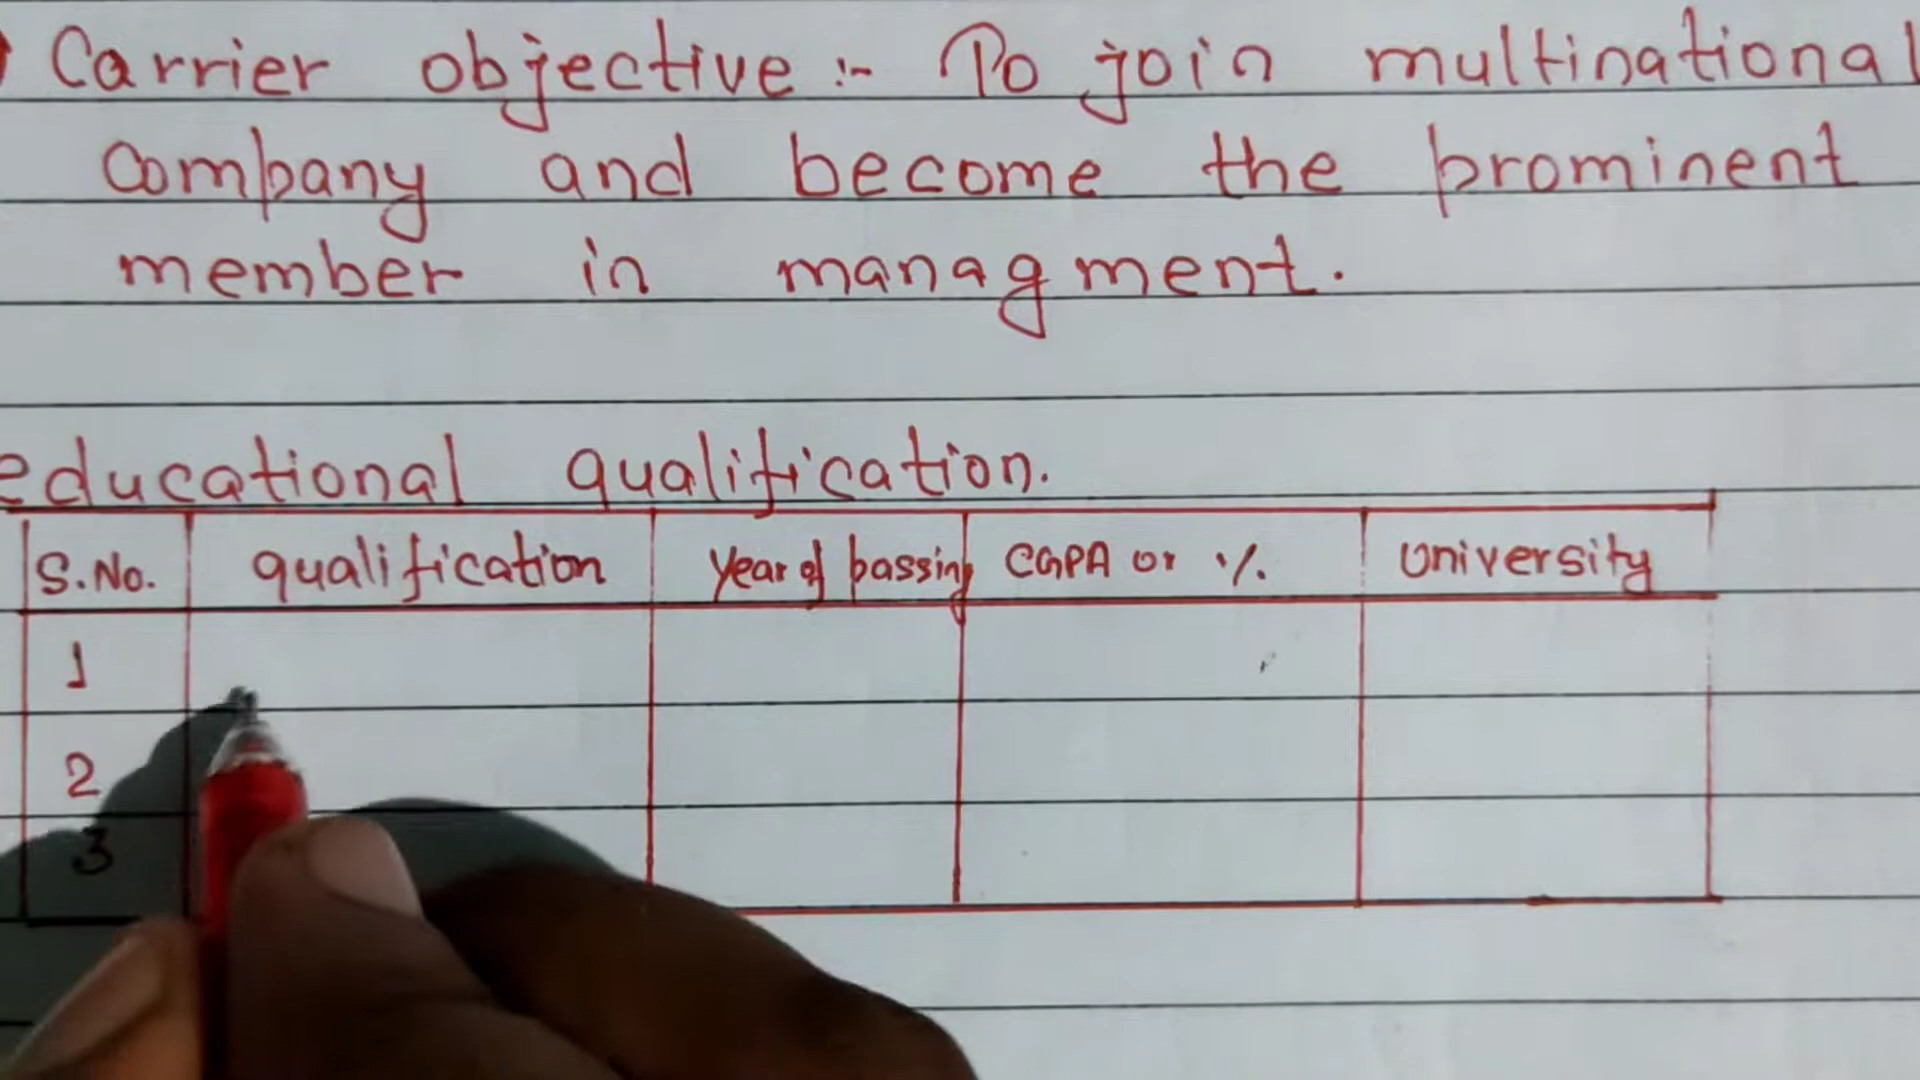 Carrier objective :- To join multinational
company and become the prominent
member in managment.
educational qualification.
S.No. qualification Year of passing CGPA or % University
1
2
3